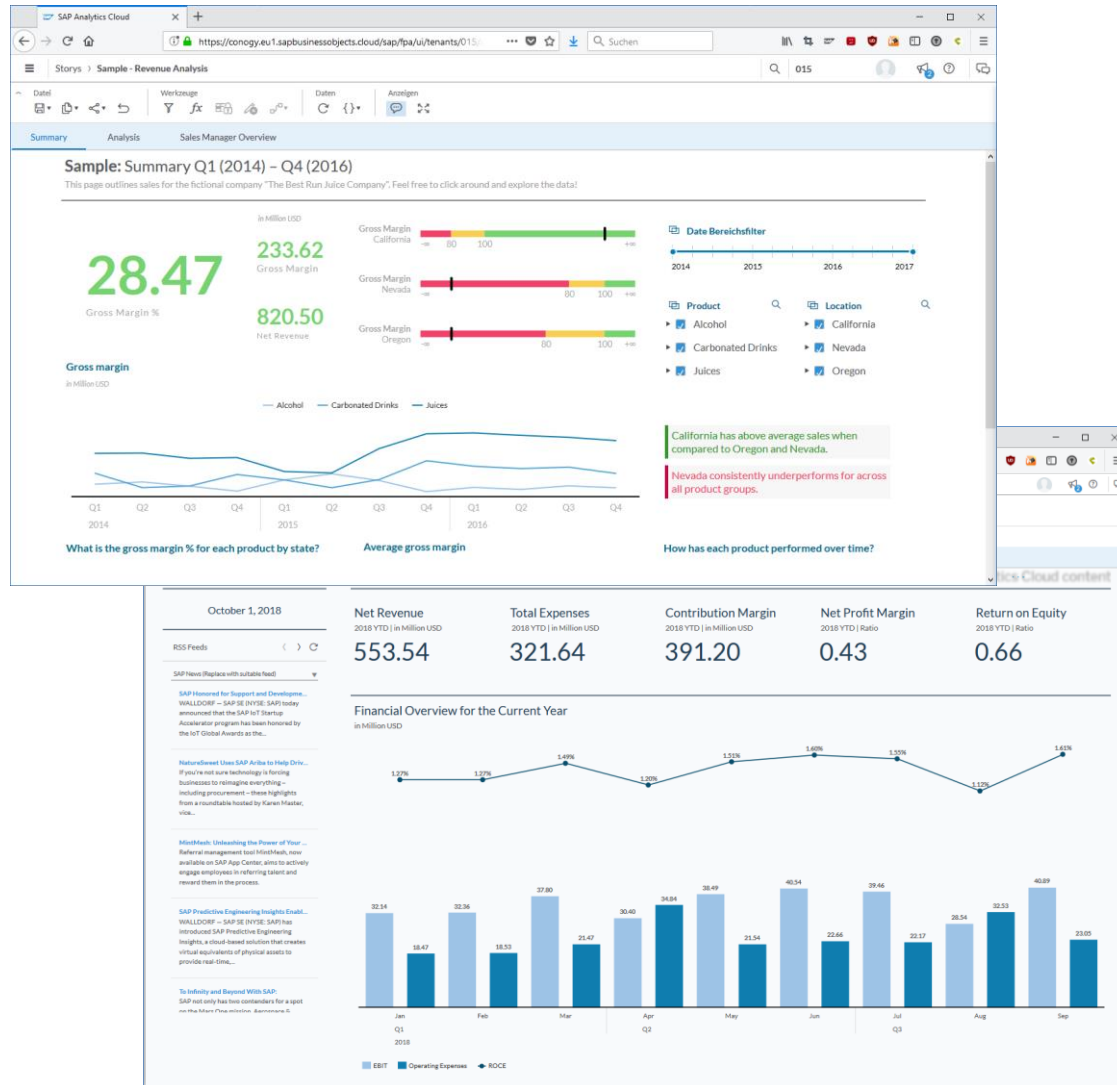 SAP Analytics Cloud
https://conogy.eu1.sapbusinessobjects.cloud/sap/fpa/ui/tenants/015/
Suchen
Storys > Sample - Revenue Analysis
015
2
Datei
Werkzeuge
Daten
Anzeigen
fx
Summary
Analysis
Sales Manager Overview
Sample: Summary Q1 (2014) – Q4 (2016)
This page outlines sales for the fictional company "The Best Run Juice Company". Feel free to click around and explore the data!
in Million USD
28.47
Gross Margin %
233.62
Gross Margin
820.50
Net Revenue
Gross Margin
California
-∞ 80 100 +∞
Gross Margin
Nevada
-∞ 80 100 +∞
Gross Margin
Oregon
-∞ 80 100 +∞
Date Bereichsfilter
2014 2015 2016 2017
Product
Alcohol
Carbonated Drinks
Juices
Location
California
Nevada
Oregon
Gross margin
in Million USD
Alcohol Carbonated Drinks Juices
Q1 Q2 Q3 Q4 Q1 Q2 Q3 Q4 Q1 Q2 Q3 Q4
2014 2015 2016
California has above average sales when
compared to Oregon and Nevada.
Nevada consistently underperforms for across
all product groups.
What is the gross margin % for each product by state?
Average gross margin
How has each product performed over time?
2
Cloud content
October 1, 2018
RSS Feeds
SAP News (Replace with suitable feed)
SAP Honored for Support and Developme...
WALLDORF — SAP SE (NYSE: SAP) today
announced that the SAP IoT Startup
Accelerator program has been honored by
the IoT Global Awards as the...
NatureSweet Uses SAP Ariba to Help Driv...
If you're not sure technology is forcing
businesses to reimagine everything –
including procurement – these highlights
from a roundtable hosted by Karen Master,
vice...
MintMesh: Unleashing the Power of Your ...
Referral management tool MintMesh, now
available on SAP App Center, aims to actively
engage employees in referring talent and
reward them in the process.
SAP Predictive Engineering Insights Enabl...
WALLDORF — SAP SE (NYSE: SAP) has
introduced SAP Predictive Engineering
Insights, a cloud-based solution that creates
virtual equivalents of physical assets to
provide real-time,...
To Infinity and Beyond With SAP:
SAP not only has two contenders for a spot
on the Mars One mission, Aerospace &
Net Revenue
2018 YTD | in Million USD
553.54
Total Expenses
2018 YTD | in Million USD
321.64
Contribution Margin
2018 YTD | in Million USD
391.20
Net Profit Margin
2018 YTD | Ratio
0.43
Return on Equity
2018 YTD | Ratio
0.66
Financial Overview for the Current Year
in Million USD
1.27% 1.27% 1.49% 1.20% 1.51% 1.60% 1.55% 1.12% 1.61%
32.14 18.47 32.36 18.53 37.80 21.47 30.40 34.84 38.49 21.54 40.54 22.66 39.46 22.17 28.54 32.53 40.89 23.05
Jan Feb Mar Apr May Jun Jul Aug Sep
Q1 Q2 Q3
2018
EBIT Operating Expenses ROCE